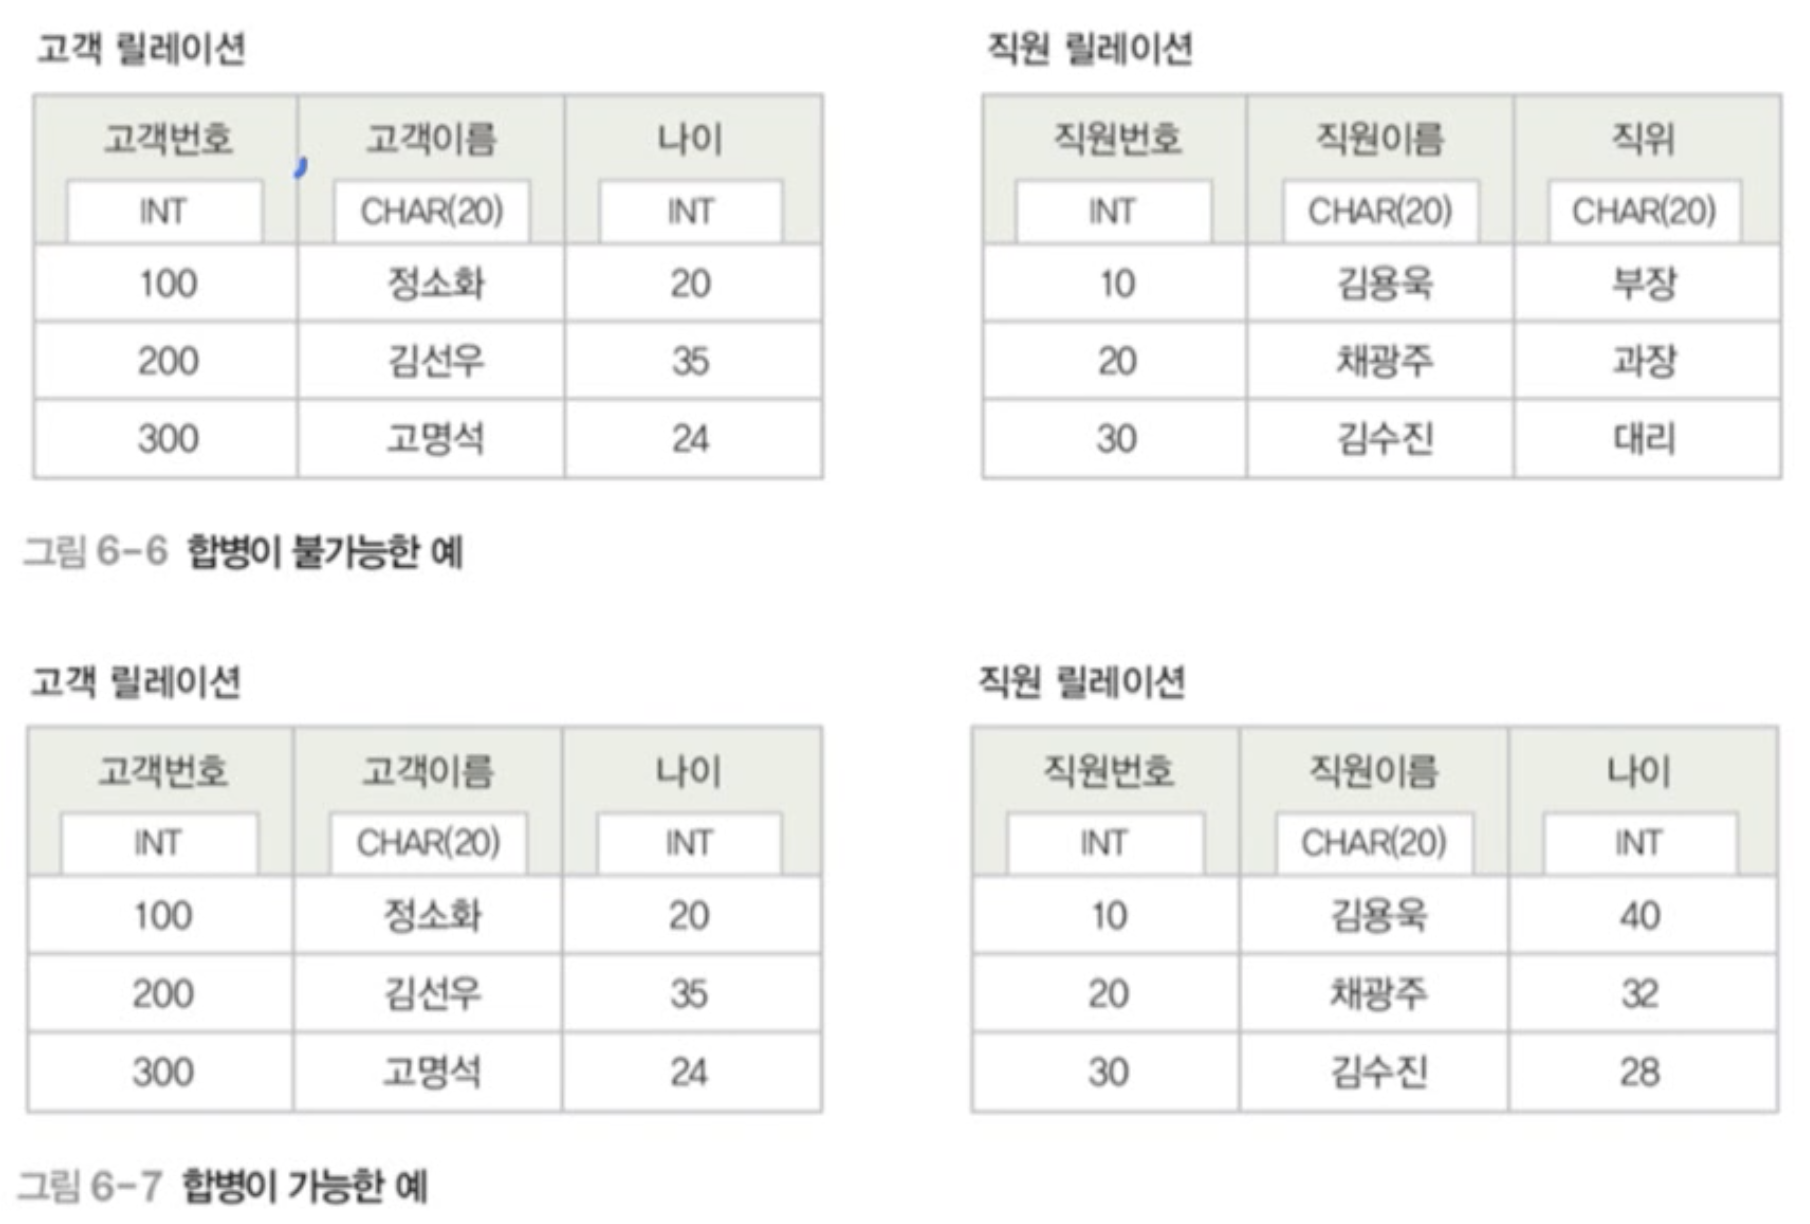 고객 릴레이션
고객번호 고객이름 나이
INT CHAR(20) INT
100 정소화 20
200 김선우 35
300 고명석 24
직원 릴레이션
직원번호 직원이름 직위
INT CHAR(20) CHAR(20)
10 김용욱 부장
20 채광주 과장
30 김수진 대리
그림 6-6 합병이 불가능한 예
고객 릴레이션
고객번호 고객이름 나이
INT CHAR(20) INT
100 정소화 20
200 김선우 35
300 고명석 24
직원 릴레이션
직원번호 직원이름 나이
INT CHAR(20) INT
10 김용욱 40
20 채광주 32
30 김수진 28
그림 6-7 합병이 가능한 예